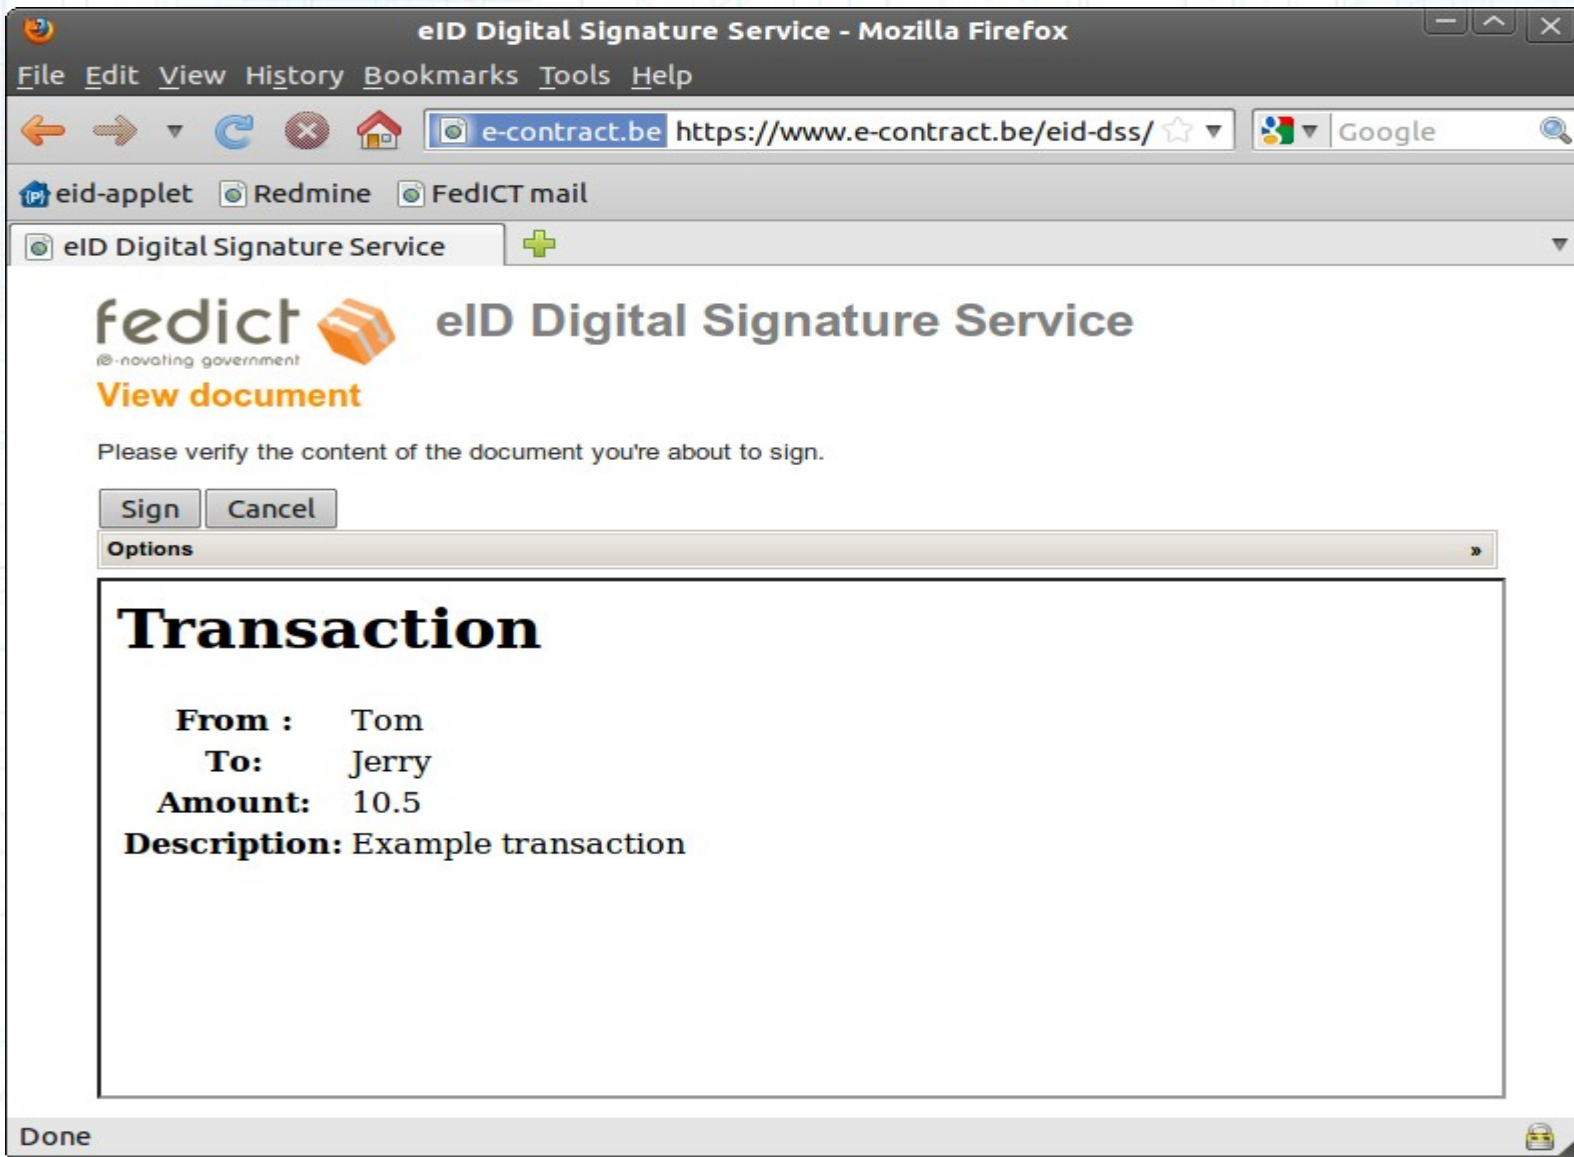 eID Digital Signature Service - Mozilla Firefox
File Edit View History Bookmarks Tools Help
e-contract.be https://www.e-contract.be/eid-dss/ Google
eid-applet Redmine FedICT mail
eID Digital Signature Service
fedict eID Digital Signature Service
e-novating government
View document
Please verify the content of the document you're about to sign.
Sign Cancel
Options »
Transaction
From : Tom
To: Jerry
Amount: 10.5
Description: Example transaction
Done